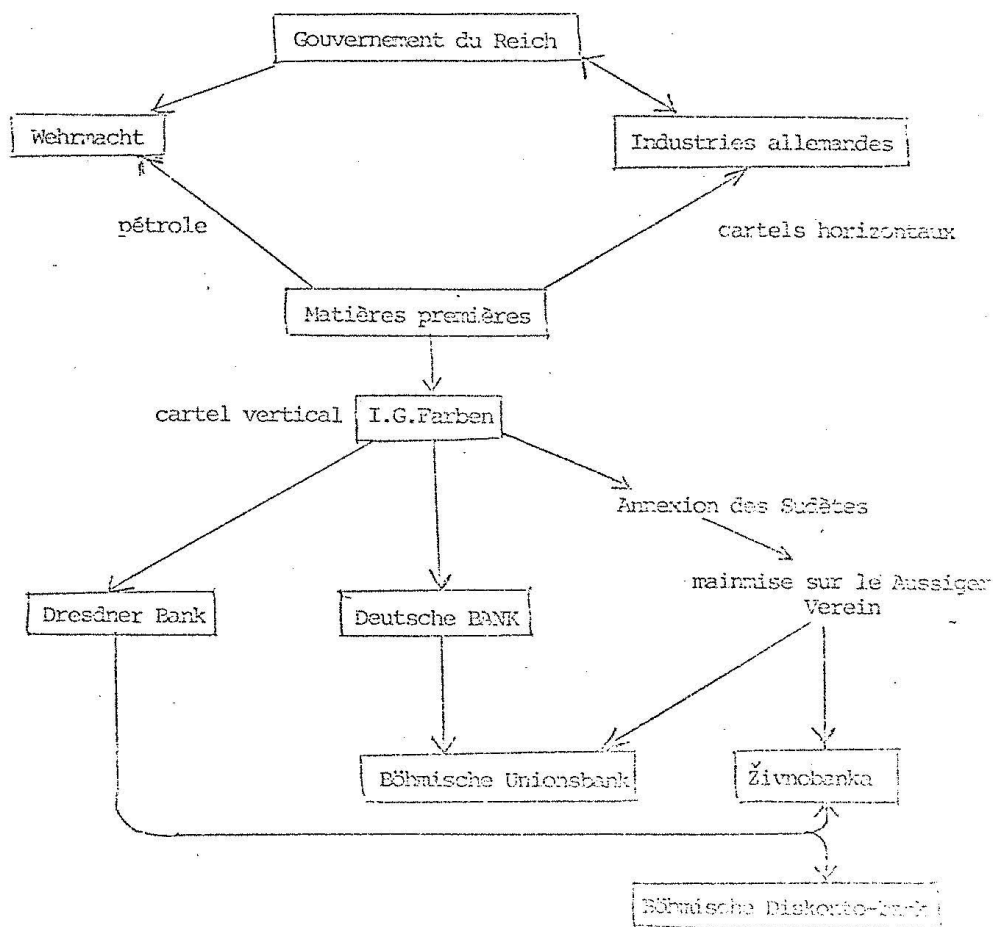 Gouvernement du Reich
Wehrmacht
Industries allemandes
pétrole
cartels horizontaux
Matières premières
cartel vertical
I.G.Farben
Annexion des Sudètes
mainmise sur le Aussiger
Verein
Dresdner Bank
Deutsche BANK
Böhmische Unionsbank
Živnobanka
Böhmische Diskonto-bank